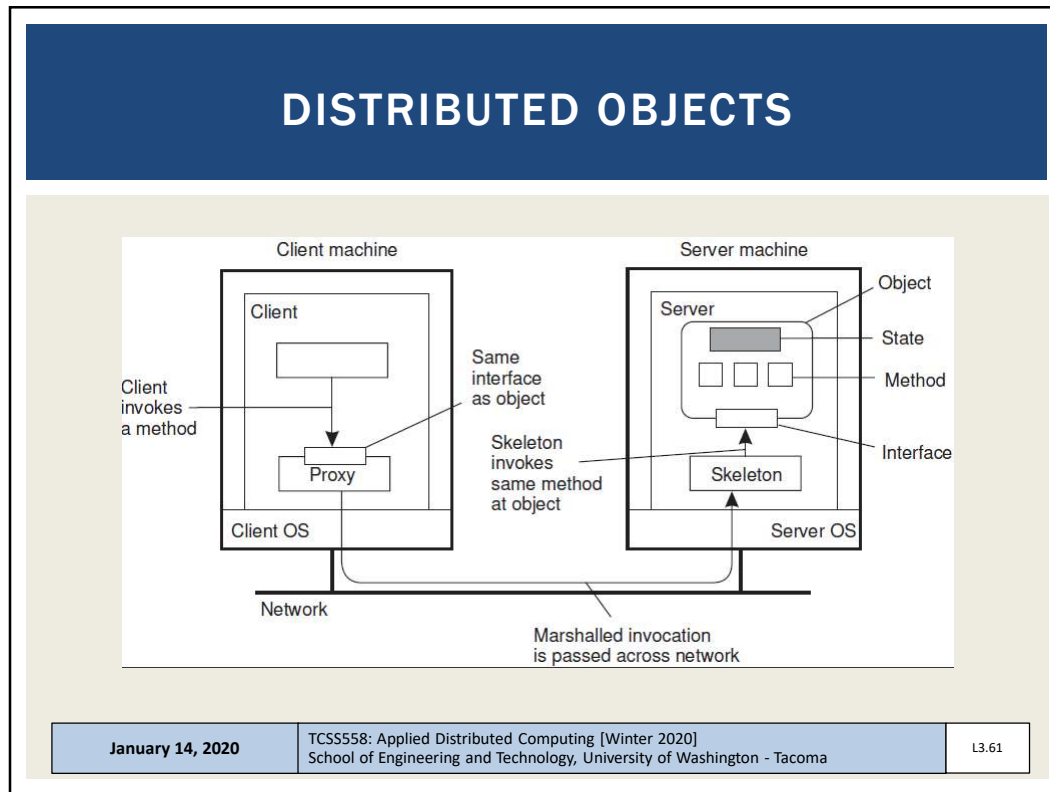 DISTRIBUTED OBJECTS
Client machine
Server machine
Object
Client
Server
State
Same
interface
as object
Method
Client
invokes
a method
Skeleton
invokes
same method
at object
Interface
Proxy
Skeleton
Client OS
Server OS
Network
Marshalled invocation
is passed across network
January 14, 2020
TCSS558: Applied Distributed Computing [Winter 2020]
School of Engineering and Technology, University of Washington - Tacoma
L3.61